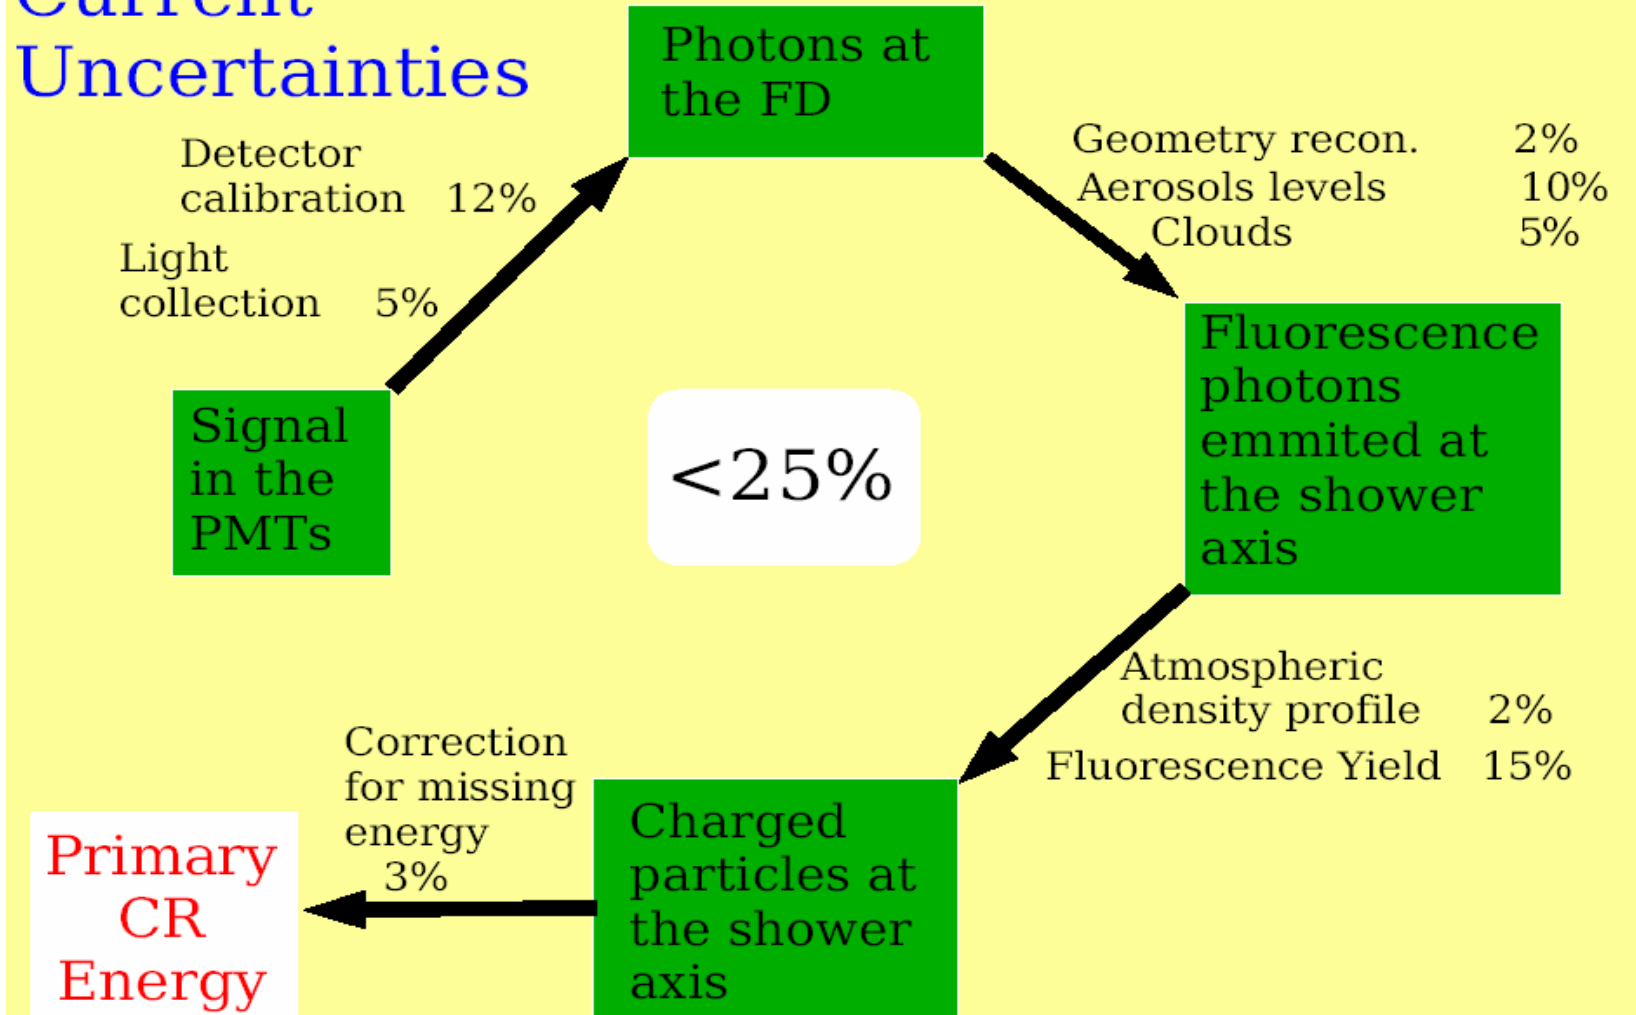 Current
Uncertainties
Photons at
the FD
Detector
calibration 12%
Light
collection 5%
Geometry recon. 2%
Aerosols levels 10%
Clouds 5%
Signal
in the
PMTs
<25%
Fluorescence
photons
emmited at
the shower
axis
Atmospheric
density profile 2%
Fluorescence Yield 15%
Correction
for missing
energy
3%
Charged
particles at
the shower
axis
Primary
CR
Energy